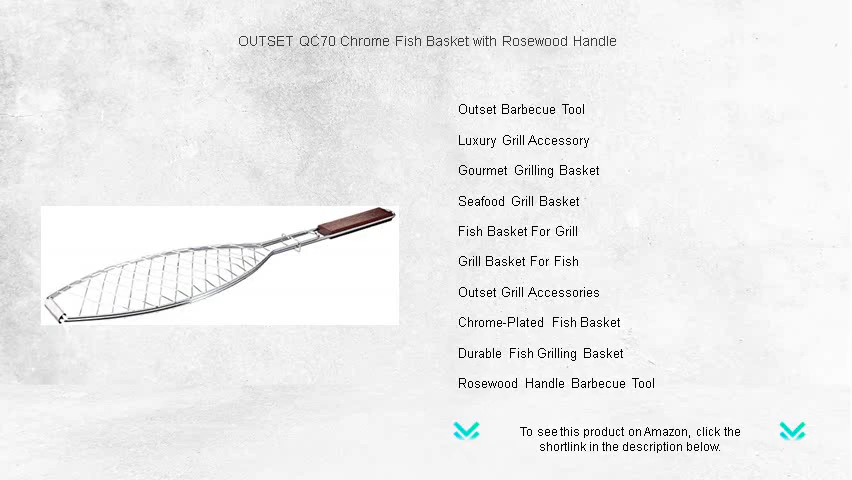 OUTSET QC70 Chrome Fish Basket with Rosewood Handle
Outset Barbecue Tool
Luxury Grill Accessory
Gourmet Grilling Basket
Seafood Grill Basket
Fish Basket For Grill
Grill Basket For Fish
Outset Grill Accessories
Chrome-Plated Fish Basket
Durable Fish Grilling Basket
Rosewood Handle Barbecue Tool
To see this product on Amazon, click the
shortlink in the description below.